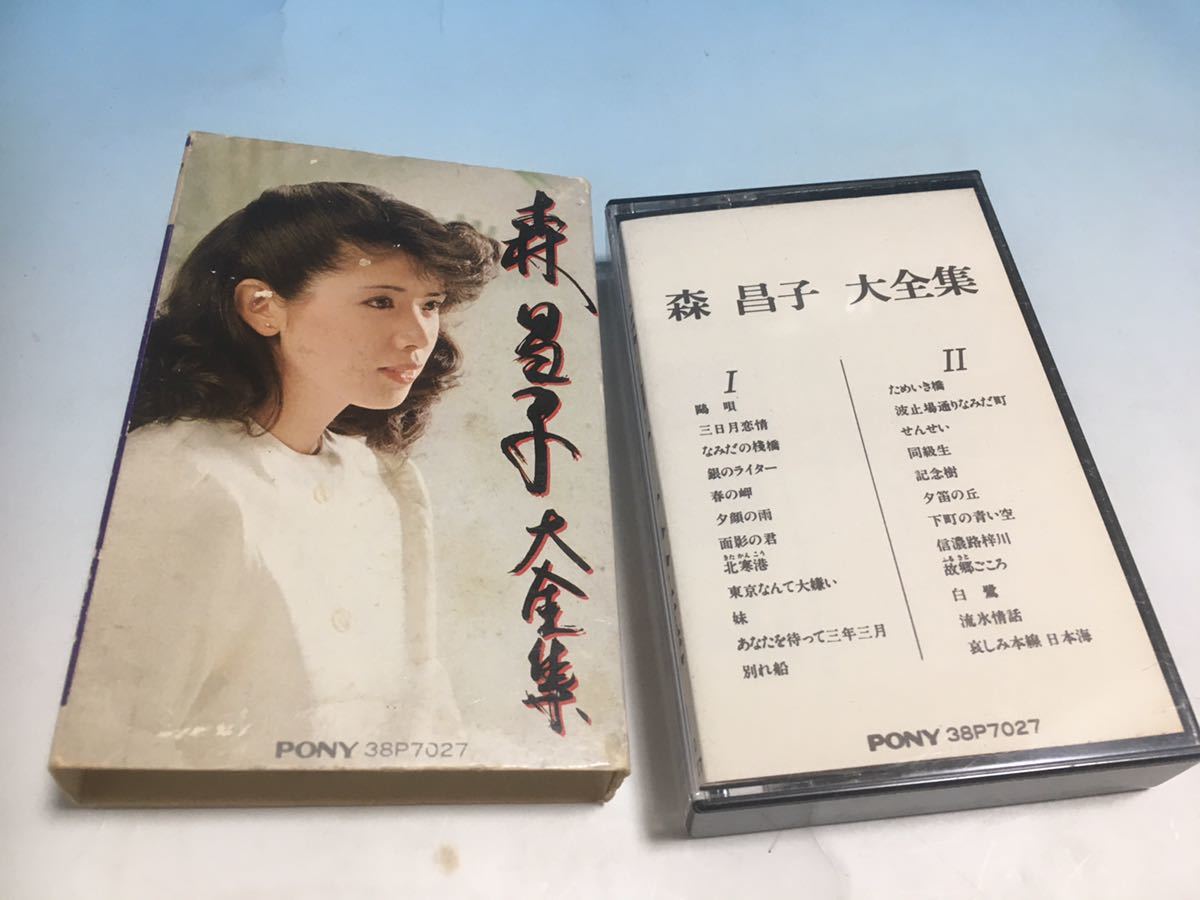 森昌子大全集
PONY 38P7027
森 昌子 大全集
I
鷗 唄
三日月恋情
なみだの桟橋
銀のライター
春の岬
夕顔の雨
面影の君
きたかんこう
北寒港
東京なんて大嫌い
妹
あなたを待って三年三月
別れ船
II
ためいき橋
波止場通りなみだ町
せんせい
同級生
記念樹
夕笛の丘
下町の青い空
信濃路梓川
ふるさと
故郷ごころ
白 鷺
流氷情話
哀しみ本線 日本海
PONY 38P7027